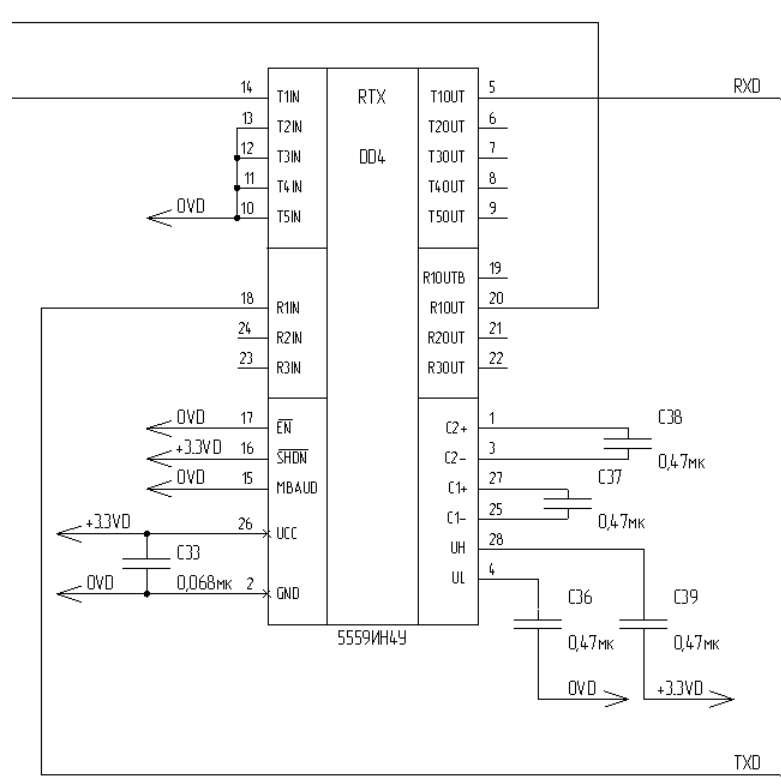 14 T1IN RTX T1OUT 5 RXD
13 T2IN T2OUT 6
12 T3IN DD4 T3OUT 7
11 T4IN T4OUT 8
0VD 10 T5IN T5OUT 9
R1OUTB 19
18 R1IN R1OUT 20
24 R2IN R2OUT 21
23 R3IN R3OUT 22
0VD 17 EN C2+ 1 C38
+3.3VD 16 SHDN C2- 3 0,47мк
0VD 15 MBAUD C1+ 27 C37
C1- 25 0,47мк
+3.3VD 26 UCC
C33 UH 28
0VD 0,068мк 2 GND UL 4
C36 C39
5559ИН4У 0,47мк 0,47мк
0VD +3.3VD
TXD